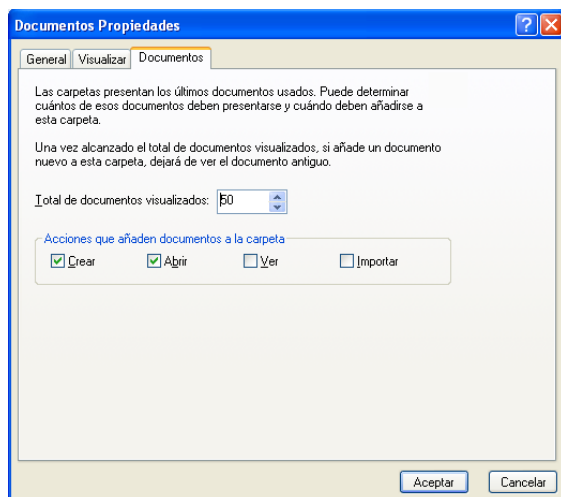 Documentos Propiedades
General Visualizar Documentos
Las carpetas presentan los últimos documentos usados. Puede determinar
cuántos de esos documentos deben presentarse y cuándo deben añadirse a
esta carpeta.
Una vez alcanzado el total de documentos visualizados, si añade un documento
nuevo a esta carpeta, dejará de ver el documento antiguo.
Total de documentos visualizados: 50
Acciones que añaden documentos a la carpeta
Crear Abrir Ver Importar
Aceptar Cancelar